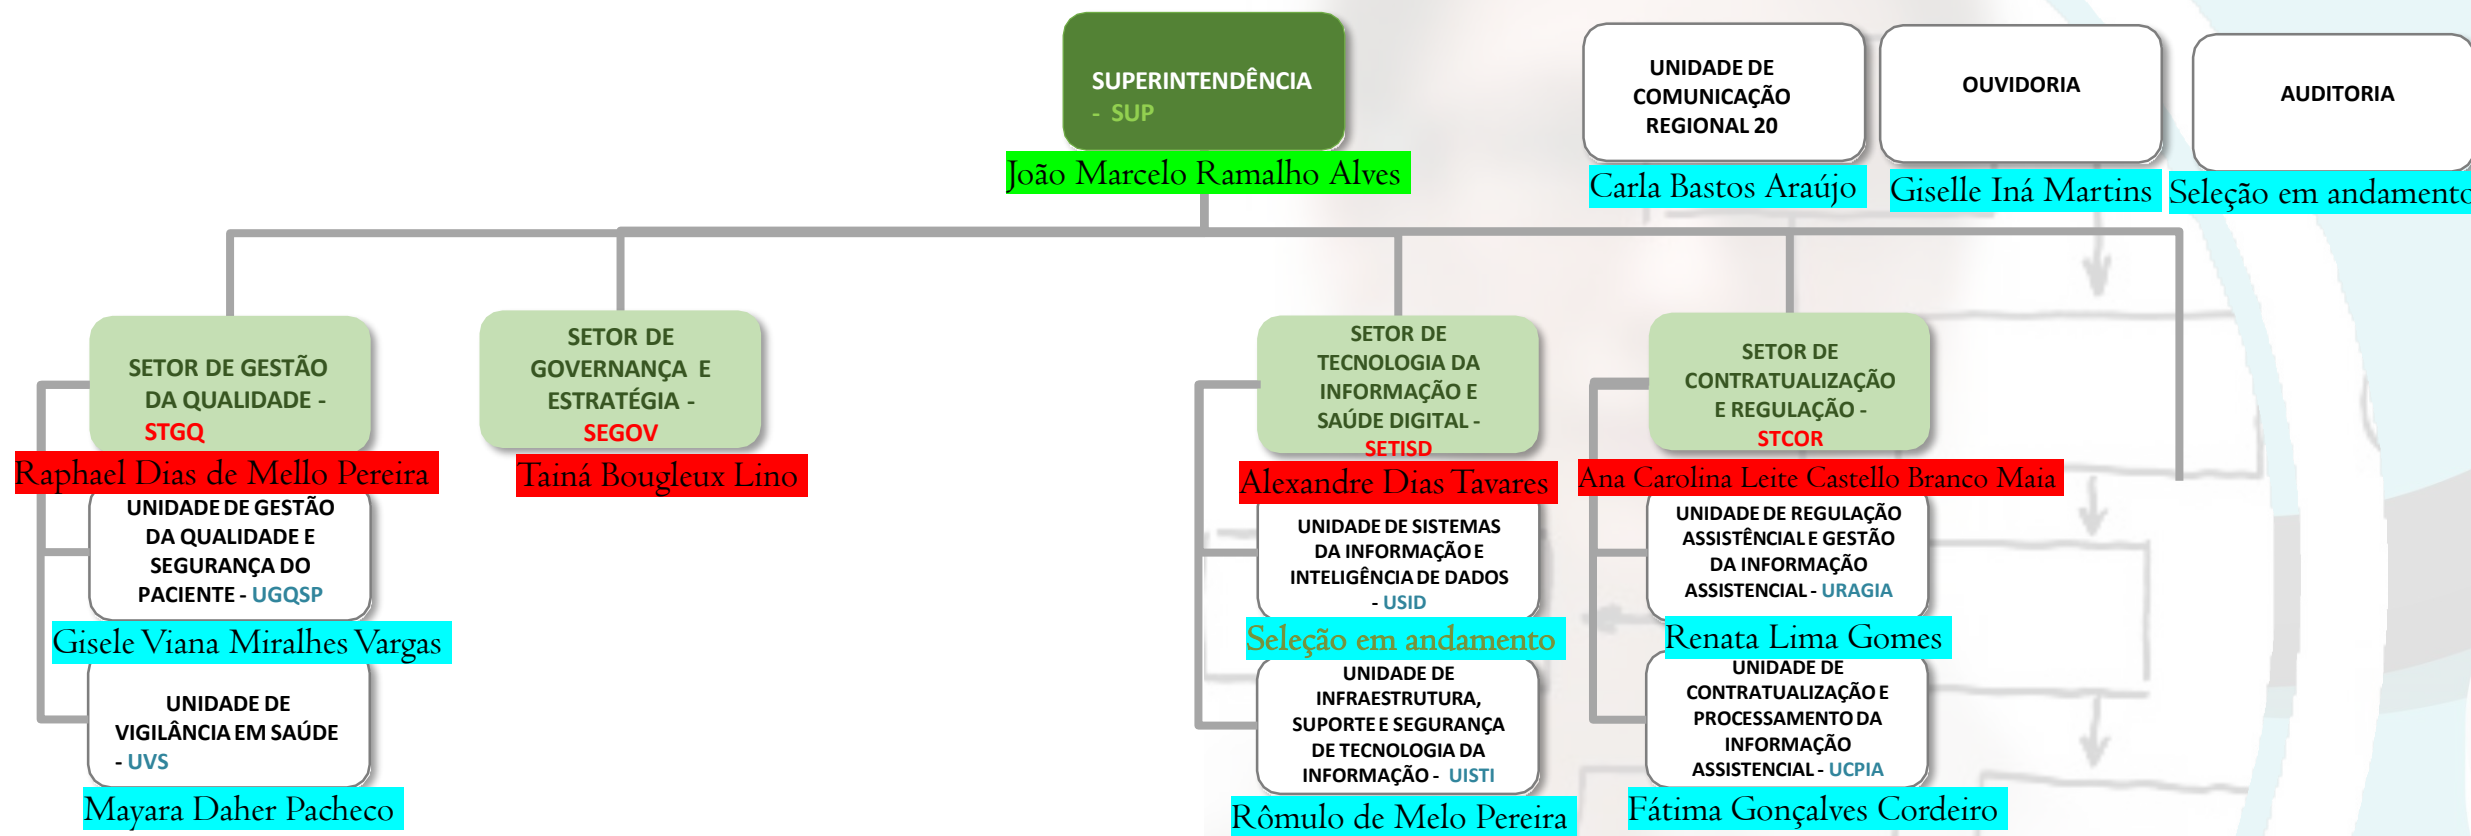 SUPERINTENDÊNCIA
- SUP
João Marcelo Ramalho Alves
UNIDADE DE
COMUNICAÇÃO
REGIONAL 20
Carla Bastos Araújo
OUVIDORIA
Giselle Iná Martins
AUDITORIA
Seleção em andamento
SETOR DE GESTÃO
DA QUALIDADE -
STGQ
Raphael Dias de Mello Pereira
UNIDADE DE GESTÃO
DA QUALIDADE E
SEGURANÇA DO
PACIENTE - UGQSP
Gisele Viana Miralhes Vargas
UNIDADE DE
VIGILÂNCIA EM SAÚDE
- UVS
Mayara Daher Pacheco
SETOR DE
GOVERNANÇA E
ESTRATÉGIA -
SEGOV
Tainá Bougleux Lino
SETOR DE
TECNOLOGIA DA
INFORMAÇÃO E
SAÚDE DIGITAL -
SETISD
Alexandre Dias Tavares
UNIDADE DE SISTEMAS
DA INFORMAÇÃO E
INTELIGÊNCIA DE DADOS
- USID
Seleção em andamento
UNIDADE DE
INFRAESTRUTURA,
SUPORTE E SEGURANÇA
DE TECNOLOGIA DA
INFORMAÇÃO - UISTI
Rômulo de Melo Pereira
SETOR DE
CONTRATUALIZAÇÃO
E REGULAÇÃO -
STCOR
Ana Carolina Leite Castello Branco Maia
UNIDADE DE REGULAÇÃO
ASSISTÊNCIAL E GESTÃO
DA INFORMAÇÃO
ASSISTENCIAL - URAGIA
Renata Lima Gomes
UNIDADE DE
CONTRATUALIZAÇÃO E
PROCESSAMENTO DA
INFORMAÇÃO
ASSISTENCIAL - UCPIA
Fátima Gonçalves Cordeiro